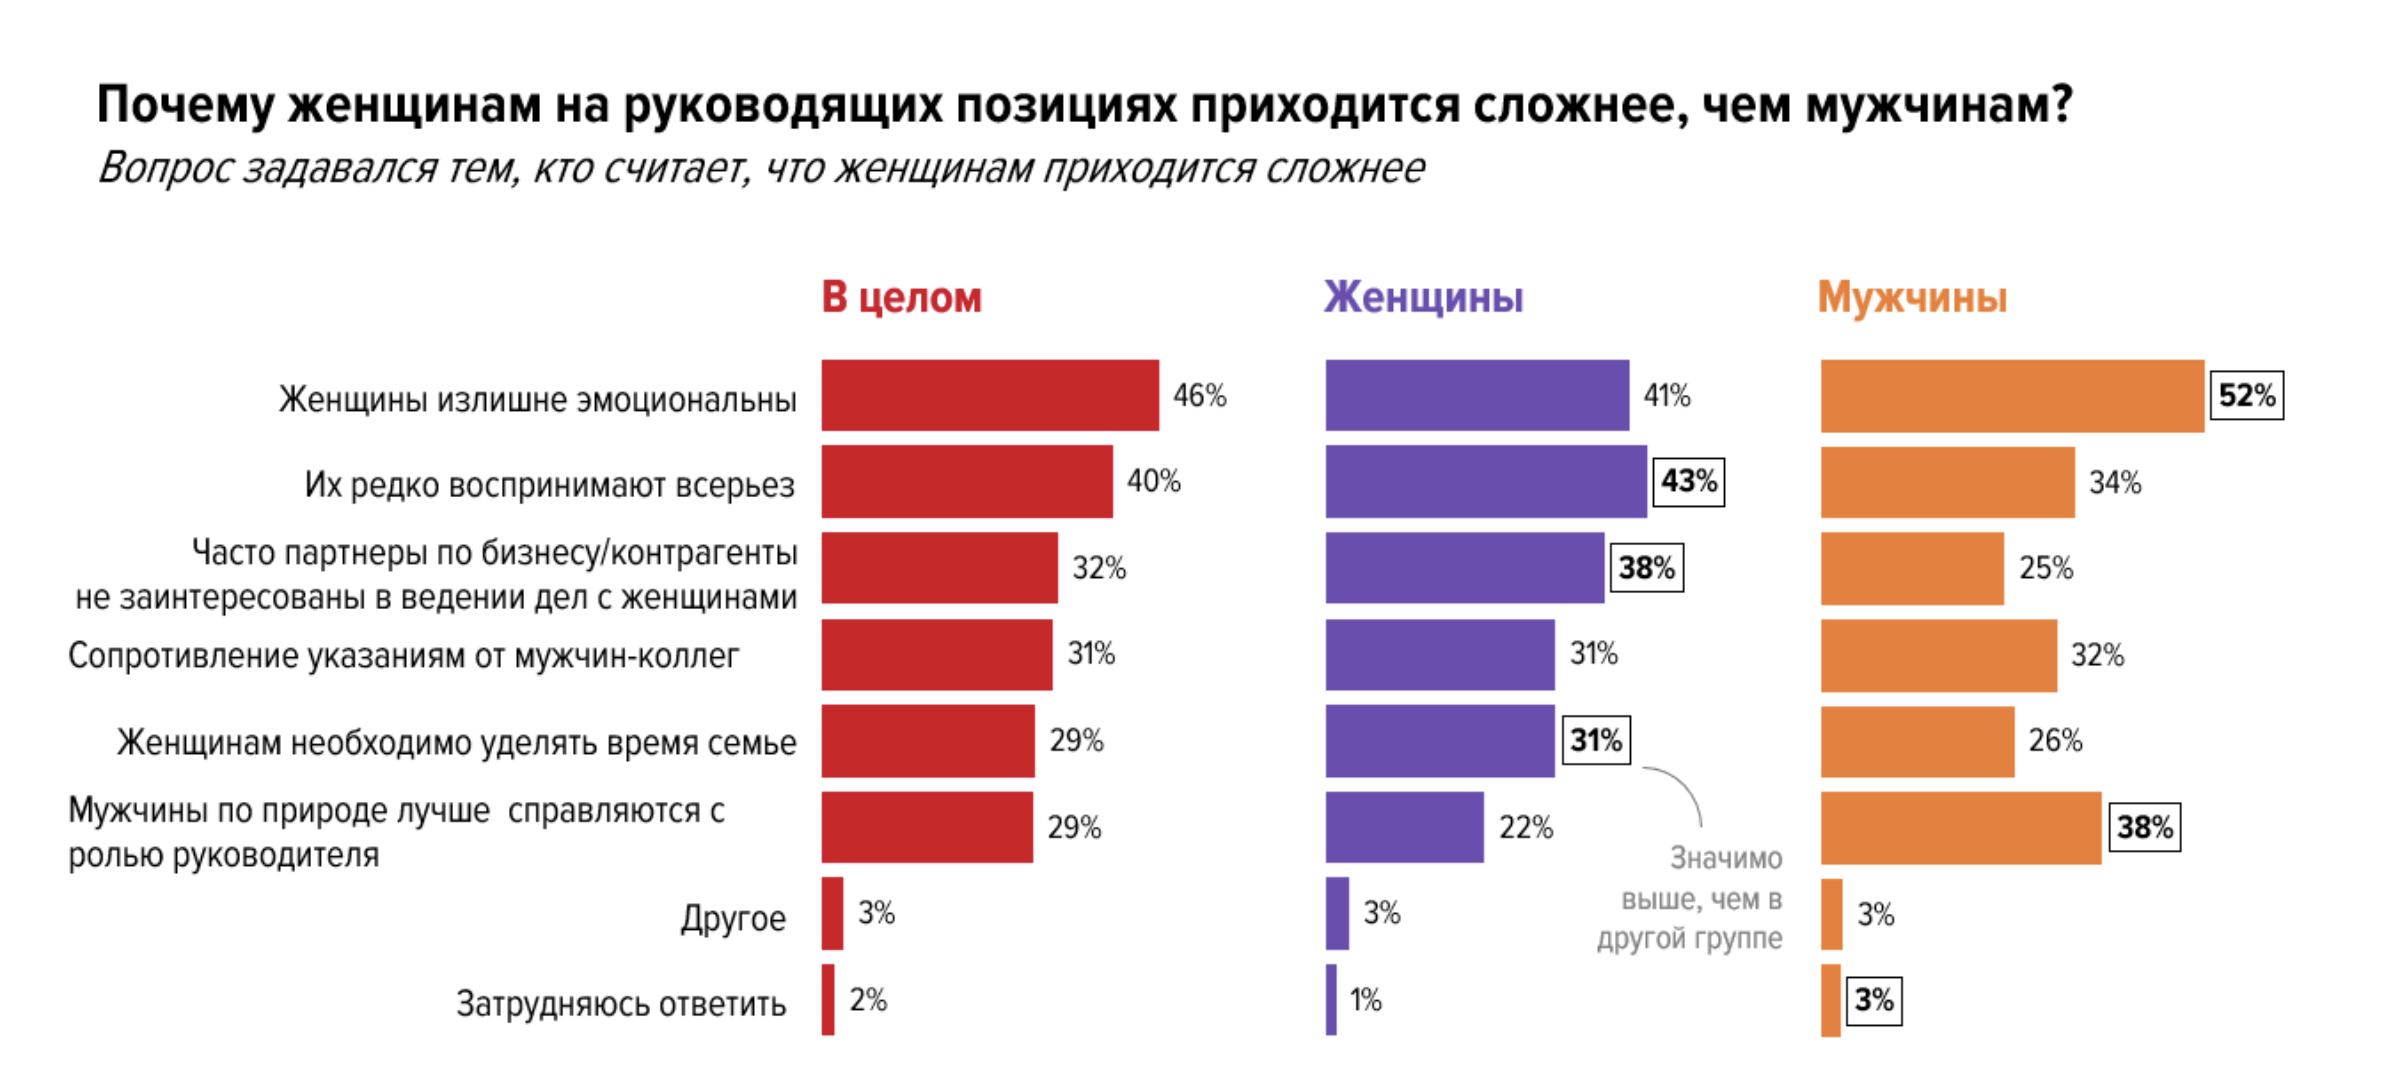 Почему женщинам на руководящих позициях приходится сложнее, чем мужчинам?
Вопрос задавался тем, кто считает, что женщинам приходится сложнее
В целом Женщины Мужчины
Женщины излишне эмоциональны 46% 41% 52%
Их редко воспринимают всерьез 40% 43% 34%
Часто партнеры по бизнесу/контрагенты
не заинтересованы в ведении дел с женщинами 32% 38% 25%
Сопротивление указаниям от мужчин-коллег 31% 31% 32%
Женщинам необходимо уделять время семье 29% 31% 26%
Мужчины по природе лучше справляются с
ролью руководителя 29% 22% 38%
Значимо
выше, чем в
другой группе
Другое 3% 3% 3%
Затрудняюсь ответить 2% 1% 3%